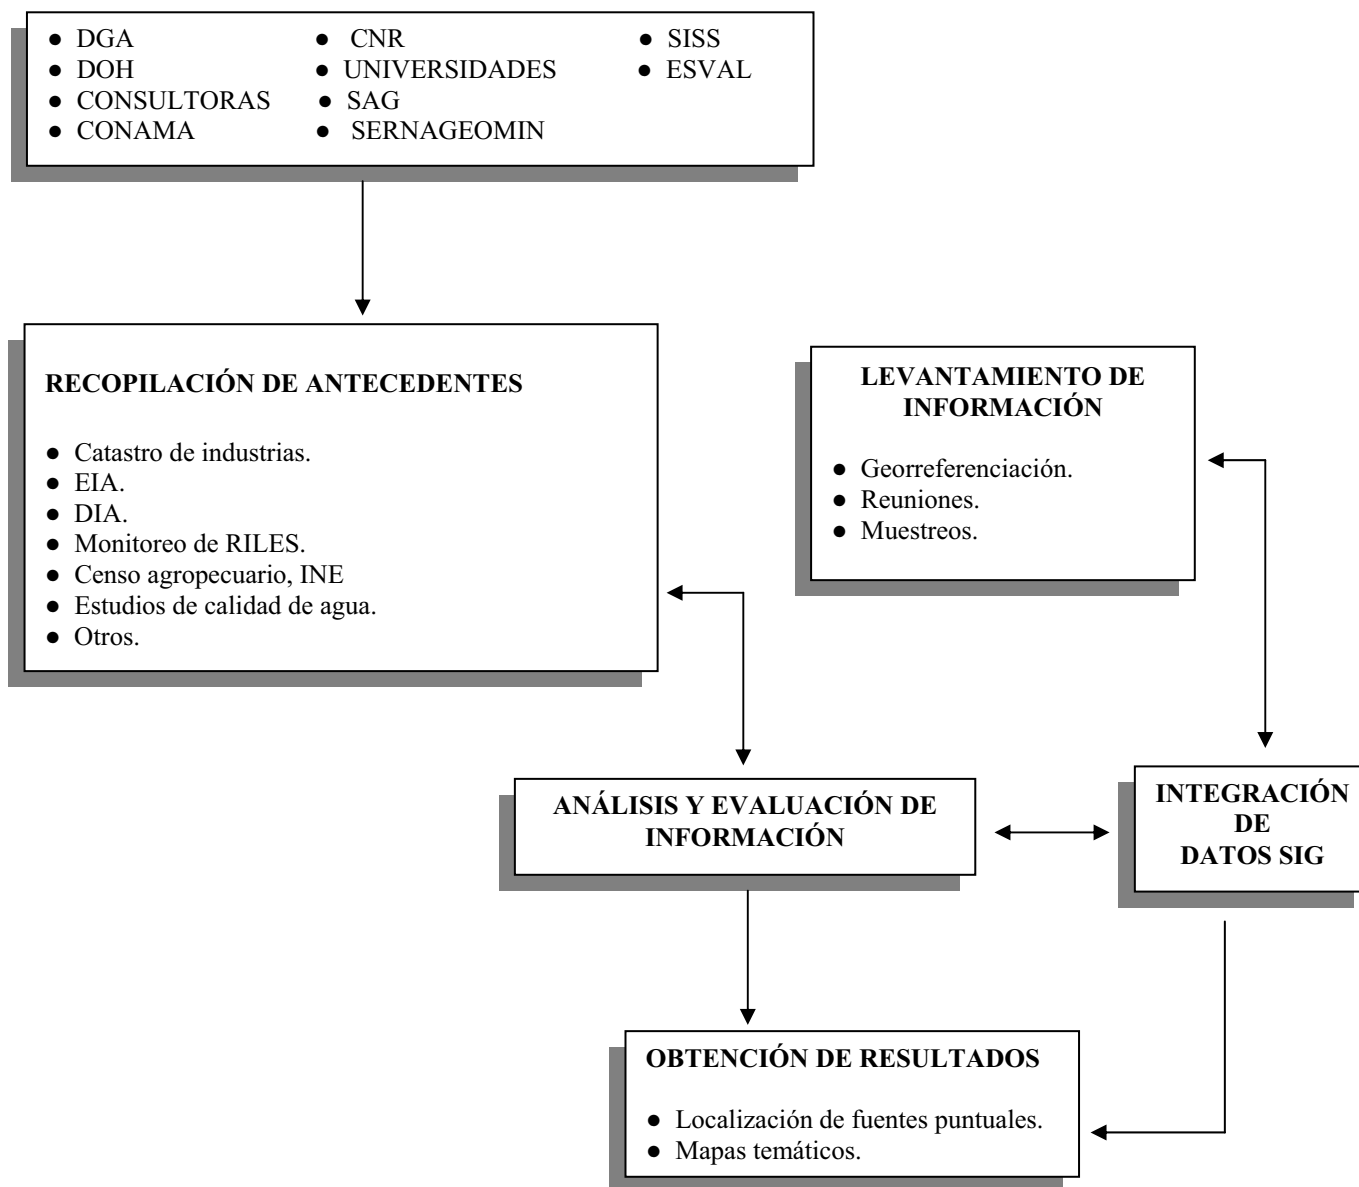 ● DGA ● CNR ● SISS
● DOH ● UNIVERSIDADES ● ESVAL
● CONSULTORAS ● SAG
● CONAMA ● SERNAGEOMIN
RECOPILACIÓN DE ANTECEDENTES
● Catastro de industrias.
● EIA.
● DIA.
● Monitoreo de RILES.
● Censo agropecuario, INE
● Estudios de calidad de agua.
● Otros.
LEVANTAMIENTO DE
INFORMACIÓN
● Georreferenciación.
● Reuniones.
● Muestreos.
ANÁLISIS Y EVALUACIÓN DE
INFORMACIÓN
INTEGRACIÓN
DE
DATOS SIG
OBTENCIÓN DE RESULTADOS
● Localización de fuentes puntuales.
● Mapas temáticos.